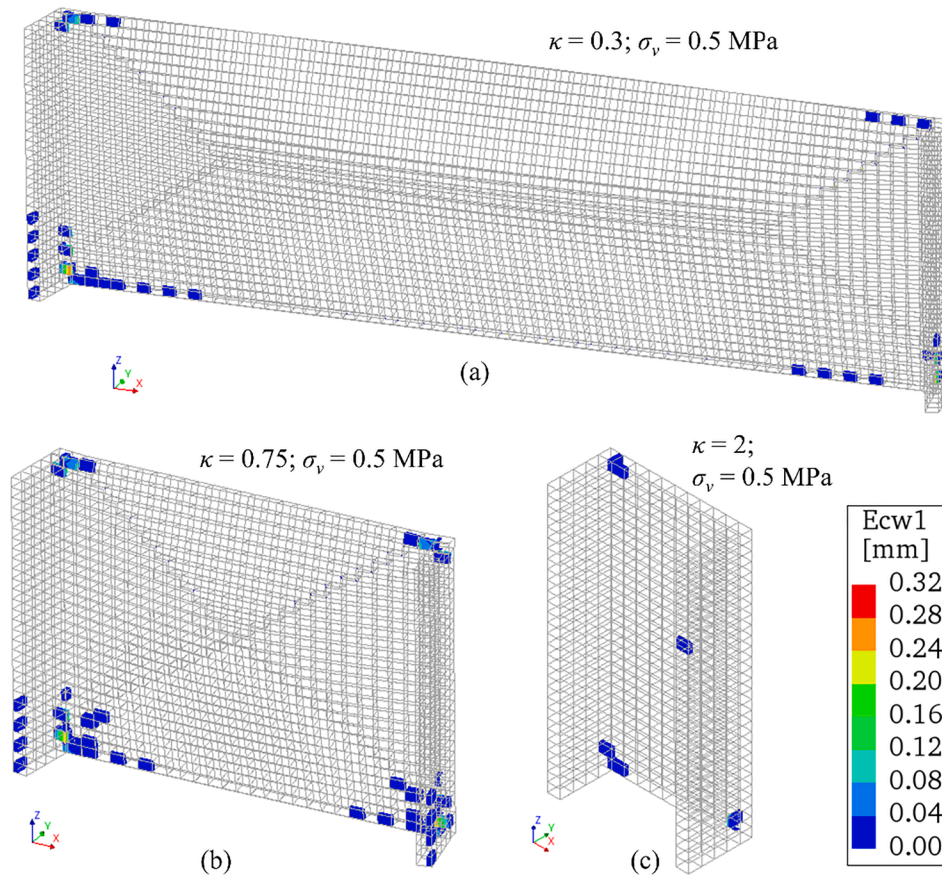 κ = 0.3; σv = 0.5 MPa
Z
Y
X
(a)
κ = 0.75; σv = 0.5 MPa
κ = 2;
σv = 0.5 MPa
Ecw1
[mm]
0.32
0.28
0.24
0.20
0.16
0.12
0.08
0.04
0.00
Z
Y
X
(b)
Z
Y
X
(c)